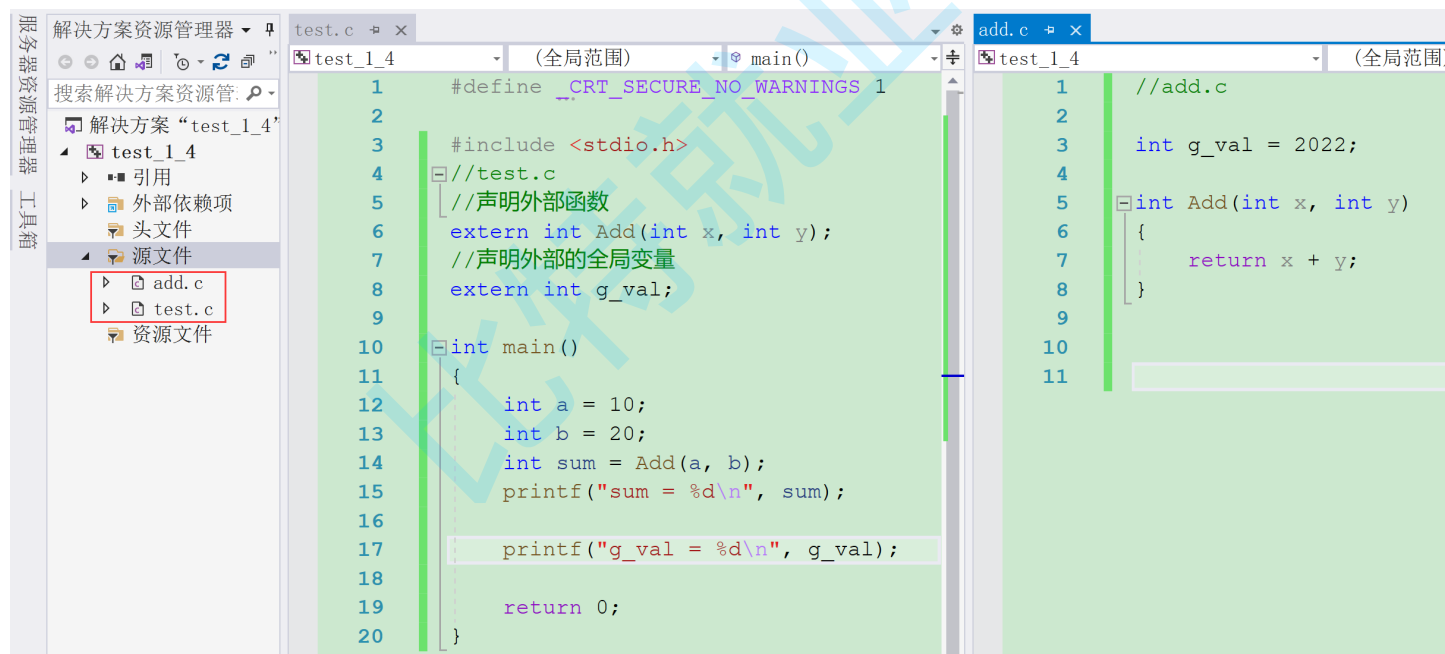 服务器资源管理器
工具箱
解决方案资源管理器
搜索解决方案资源管
解决方案“test_1_4”
test_1_4
引用
外部依赖项
头文件
源文件
add.c
test.c
资源文件
test.c
test_1_4
(全局范围)
main()
1 #define _CRT_SECURE_NO_WARNINGS 1
2
3 #include <stdio.h>
4 //test.c
5 //声明外部函数
6 extern int Add(int x, int y);
7 //声明外部的全局变量
8 extern int g_val;
9
10 int main()
11 {
12 int a = 10;
13 int b = 20;
14 int sum = Add(a, b);
15 printf("sum = %d\n", sum);
16
17 printf("g_val = %d\n", g_val);
18
19 return 0;
20 }
add.c
test_1_4
(全局范围)
1 //add.c
2
3 int g_val = 2022;
4
5 int Add(int x, int y)
6 {
7 return x + y;
8 }
9
10
11
比特就业